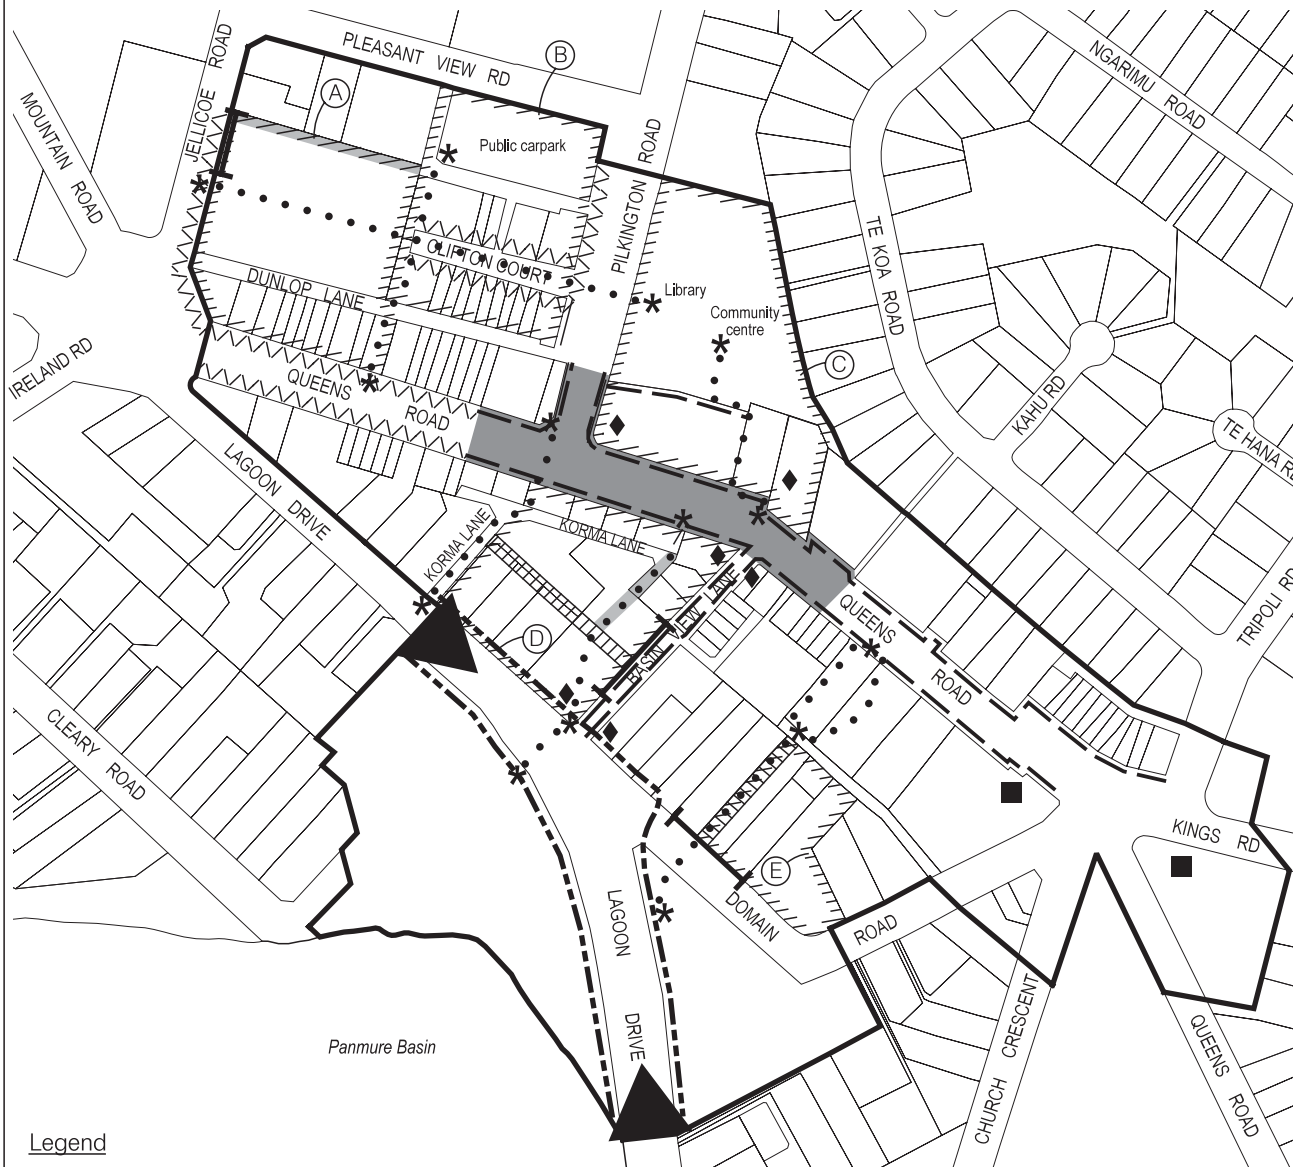 PLEASANT VIEW RD
B
A
JELLICOE ROAD
MOUNTAIN ROAD
NGARIMU ROAD
Public carpark
PILKINGTON ROAD
TE KOA ROAD
CLIFTON COURT
DUNLOP LANE
Library
Community
centre
IRELAND RD
QUEENS ROAD
C
KAHU RD
TE HANA
LAGOON DRIVE
KORMA LANE
KORMA LANE
BASIN VIEW LANE
QUEENS ROAD
TRIPOLI RD
D
CLEARY ROAD
KINGS RD
E
DOMAIN ROAD
LAGOON DRIVE
CHURCH CRESCENT
QUEENS ROAD
Panmure Basin
Legend